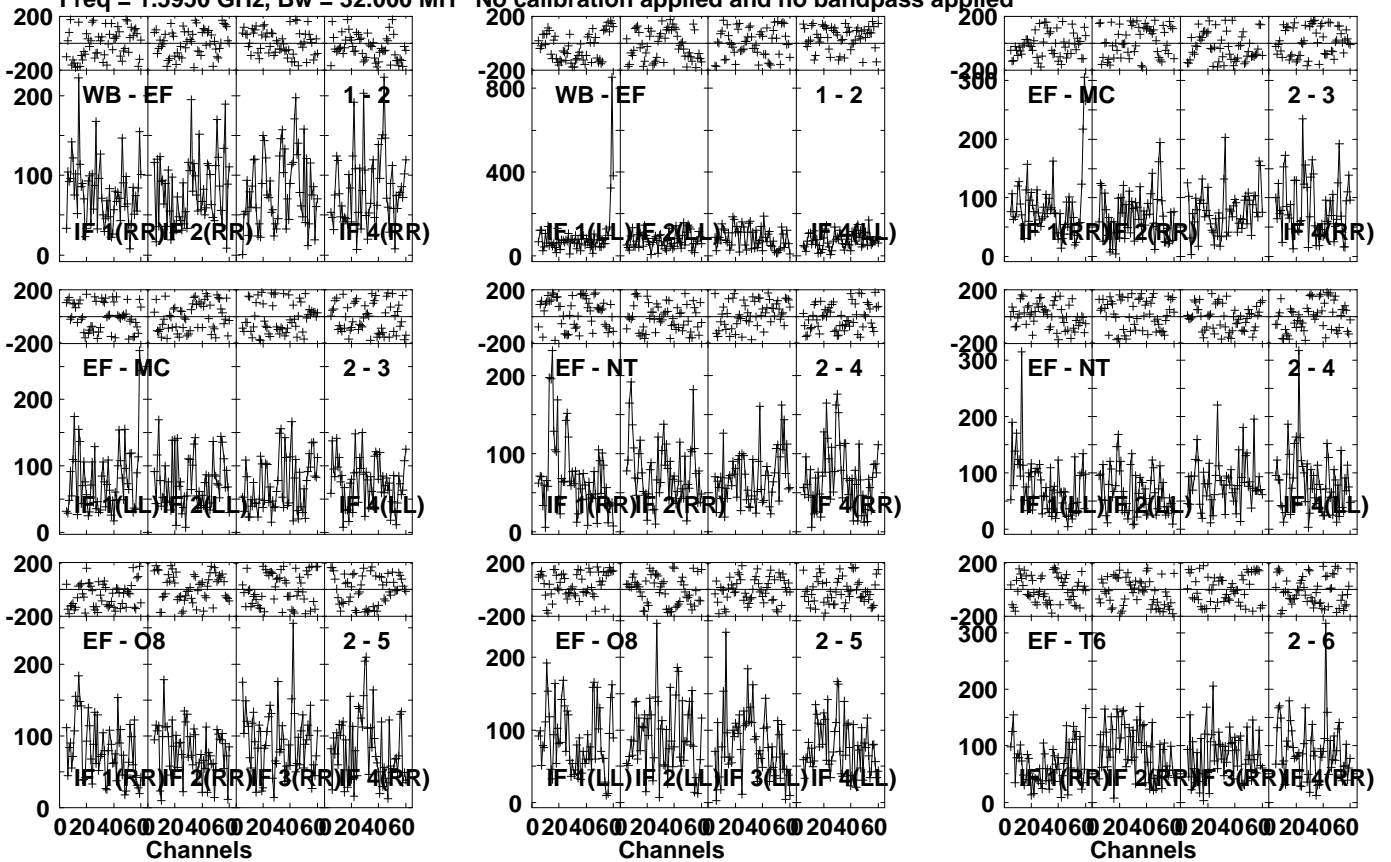 Freq = 1.5950 GHz, Bw = 32.000 MH No calibration applied and no bandpass applied
200
-200
WB - EF 1 - 2
200
100
0
IF 1(RR) IF 2(RR) IF 4(RR)
200
-200
WB - EF 1 - 2
800
400
0
IF 1(LL) IF 2(LL) IF 4(LL)
200
-200
300
EF - MC 2 - 3
200
100
0
IF 1(RR) IF 2(RR) IF 4(RR)
200
-200
EF - MC 2 - 3
200
100
0
IF 1(LL) IF 2(LL) IF 4(LL)
200
-200
EF - NT 2 - 4
200
100
0
IF 1(RR) IF 2(RR) IF 4(RR)
200
-200
300
EF - NT 2 - 4
200
100
0
IF 1(LL) IF 2(LL) IF 4(LL)
200
-200
EF - O8 2 - 5
200
100
0
IF 1(RR) IF 2(RR) IF 3(RR) IF 4(RR)
0 20 40 60 0 20 40 60 0 20 40 60 0 20 40 60
Channels
200
-200
EF - O8 2 - 5
200
100
0
IF 1(LL) IF 2(LL) IF 3(LL) IF 4(LL)
0 20 40 60 0 20 40 60 0 20 40 60 0 20 40 60
Channels
200
-200
300
EF - T6 2 - 6
200
100
0
IF 1(RR) IF 2(RR) IF 3(RR) IF 4(RR)
0 20 40 60 0 20 40 60 0 20 40 60 0 20 40 60
Channels